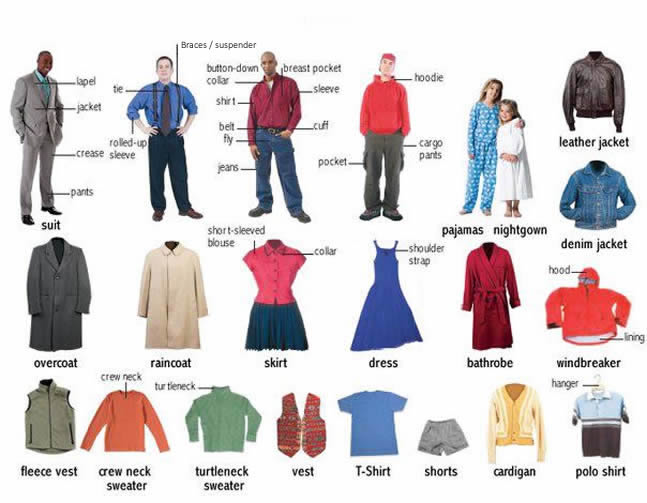 Braces / suspender
lapel
jacket
crease
pants
suit
tie
rolled-up
sleeve
button-down
collar
shirt
belt
fly
jeans
breast pocket
sleeve
cuff
hoodie
pocket
cargo
pants
pajamas
nightgown
leather jacket
denim jacket
overcoat
raincoat
short-sleeved
blouse
collar
skirt
shoulder
strap
dress
bathrobe
hood
lining
windbreaker
fleece vest
crew neck
crew neck
sweater
turtleneck
turtleneck
sweater
vest
T-Shirt
shorts
cardigan
hanger
polo shirt